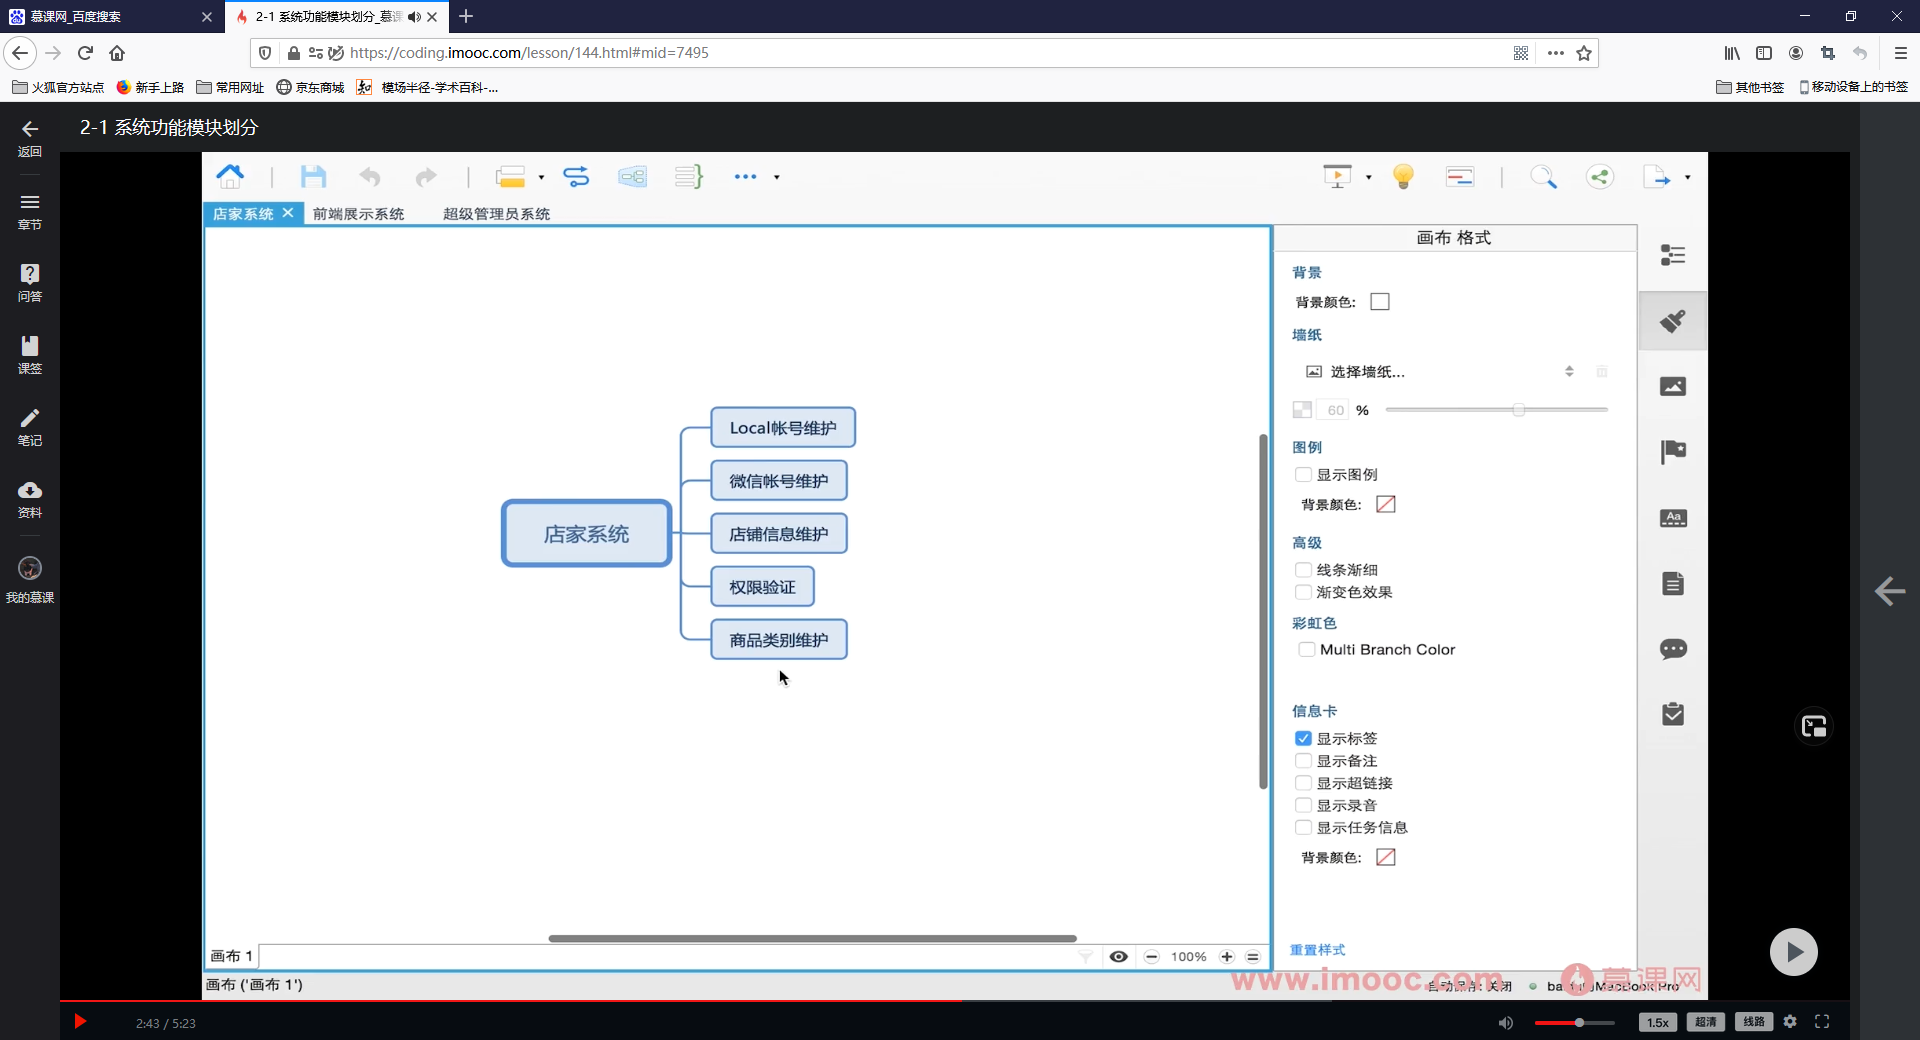 慕课网_百度搜索
2-1 系统功能模块划分_慕课
https://coding.imooc.com/lesson/144.html#mid=7495
火狐官方站点
新手上路
常用网址
京东商城
模场半径-学术百科-...
其他书签
移动设备上的书签
返回
2-1 系统功能模块划分
章节
问答
课签
笔记
资料
我的慕课
店家系统
前端展示系统
超级管理员系统
店家系统
Local帐号维护
微信帐号维护
店铺信息维护
权限验证
商品类别维护
画布 格式
背景
背景颜色:
墙纸
选择墙纸...
60 %
图例
显示图例
背景颜色:
高级
线条渐细
渐变色效果
彩虹色
Multi Branch Color
信息卡
显示标签
显示备注
显示超链接
显示录音
显示任务信息
背景颜色:
重置样式
Aa
画布 1
100%
画布 ('画布 1')
www.imooc.com
慕课网
自动保存: 关闭
MacBook Pro
2:43 / 5:23
1.5x
超清
线路